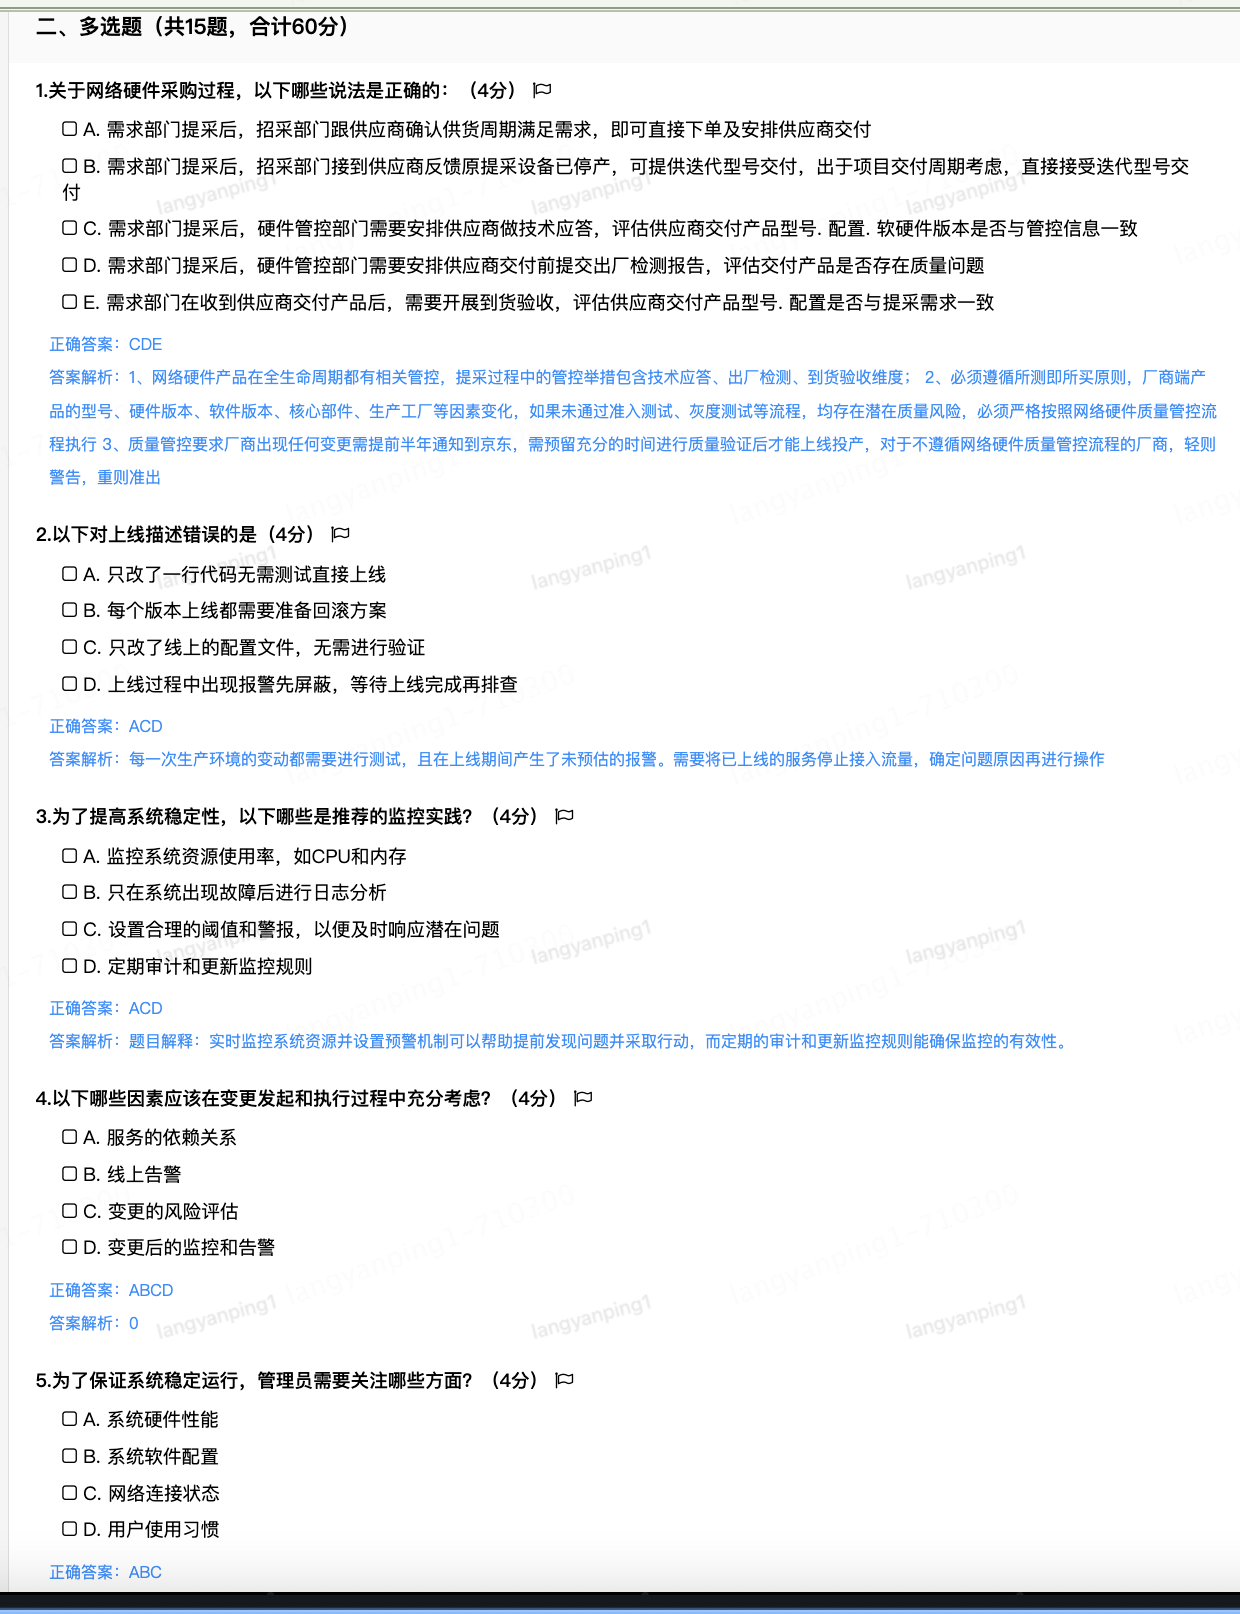 二、多选题（共15题，合计60分）
1.关于网络硬件采购过程，以下哪些说法是正确的：（4分）
A. 需求部门提采后，招采部门跟供应商确认供货周期满足需求，即可直接下单及安排供应商交付
B. 需求部门提采后，招采部门接到供应商反馈原提采设备已停产，可提供迭代型号交付，出于项目交付周期考虑，直接接受迭代型号交
付
C. 需求部门提采后，硬件管控部门需要安排供应商做技术应答，评估供应商交付产品型号. 配置. 软硬件版本是否与管控信息一致
D. 需求部门提采后，硬件管控部门需要安排供应商交付前提交出厂检测报告，评估交付产品是否存在质量问题
E. 需求部门在收到供应商交付产品后，需要开展到货验收，评估供应商交付产品型号. 配置是否与提采需求一致
正确答案：CDE
答案解析：1、网络硬件产品在全生命周期都有相关管控，提采过程中的管控举措包含技术应答、出厂检测、到货验收维度； 2、必须遵循所测即所买原则，厂商端产
品的型号、硬件版本、软件版本、核心部件、生产工厂等因素变化，如果未通过准入测试、灰度测试等流程，均存在潜在质量风险，必须严格按照网络硬件质量管控流
程执行 3、质量管控要求厂商出现任何变更需提前半年通知到京东，需预留充分的时间进行质量验证后才能上线投产，对于不遵循网络硬件质量管控流程的厂商，轻则
警告，重则准出
2.以下对上线描述错误的是（4分）
A. 只改了一行代码无需测试直接上线
B. 每个版本上线都需要准备回滚方案
C. 只改了线上的配置文件，无需进行验证
D. 上线过程中出现报警先屏蔽，等待上线完成再排查
正确答案：ACD
答案解析：每一次生产环境的变动都需要进行测试，且在上线期间产生了未预估的报警。需要将已上线的服务停止接入流量，确定问题原因再进行操作
3.为了提高系统稳定性，以下哪些是推荐的监控实践？（4分）
A. 监控系统资源使用率，如CPU和内存
B. 只在系统出现故障后进行日志分析
C. 设置合理的阈值和警报，以便及时响应潜在问题
D. 定期审计和更新监控规则
正确答案：ACD
答案解析：题目解释：实时监控系统资源并设置预警机制可以帮助提前发现问题并采取行动，而定期的审计和更新监控规则能确保监控的有效性。
4.以下哪些因素应该在变更发起和执行过程中充分考虑？（4分）
A. 服务的依赖关系
B. 线上告警
C. 变更的风险评估
D. 变更后的监控和告警
正确答案：ABCD
答案解析：0
5.为了保证系统稳定运行，管理员需要关注哪些方面？（4分）
A. 系统硬件性能
B. 系统软件配置
C. 网络连接状态
D. 用户使用习惯
正确答案：ABC
langyanping1
langyanping1
langyanping1
langyanping1
langyanping1
langyanping1
langyanping1
langyanping1
langyanping1
langyanping1
langyanping1
langyanping1